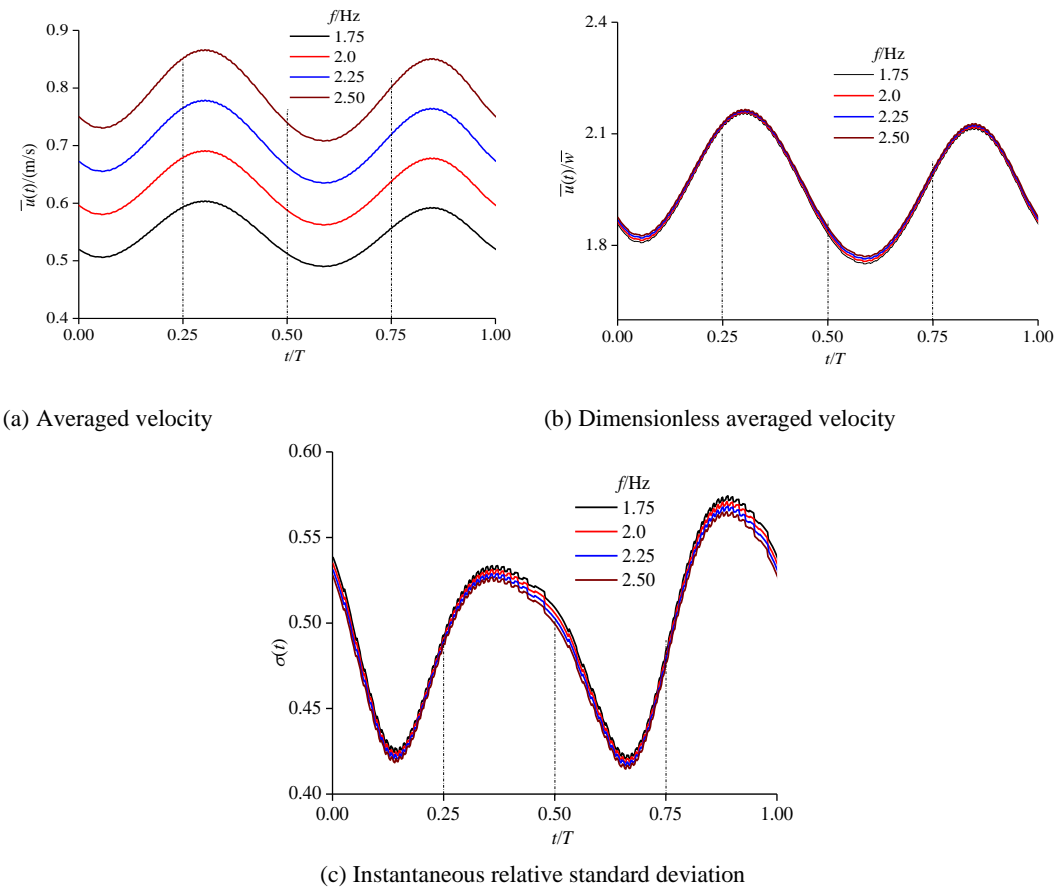 f/Hz
1.75
2.0
2.25
2.50
0.9
0.8
0.7
0.6
0.5
0.4
u(t)/(m/s)
0.00 0.25 0.50 0.75 1.00
t/T
(a) Averaged velocity
f/Hz
1.75
2.0
2.25
2.50
2.4
2.1
1.8
u(t)/w
0.00 0.25 0.50 0.75 1.00
t/T
(b) Dimensionless averaged velocity
f/Hz
1.75
2.0
2.25
2.50
0.60
0.55
0.50
0.45
0.40
σ(t)
0.00 0.25 0.50 0.75 1.00
t/T
(c) Instantaneous relative standard deviation